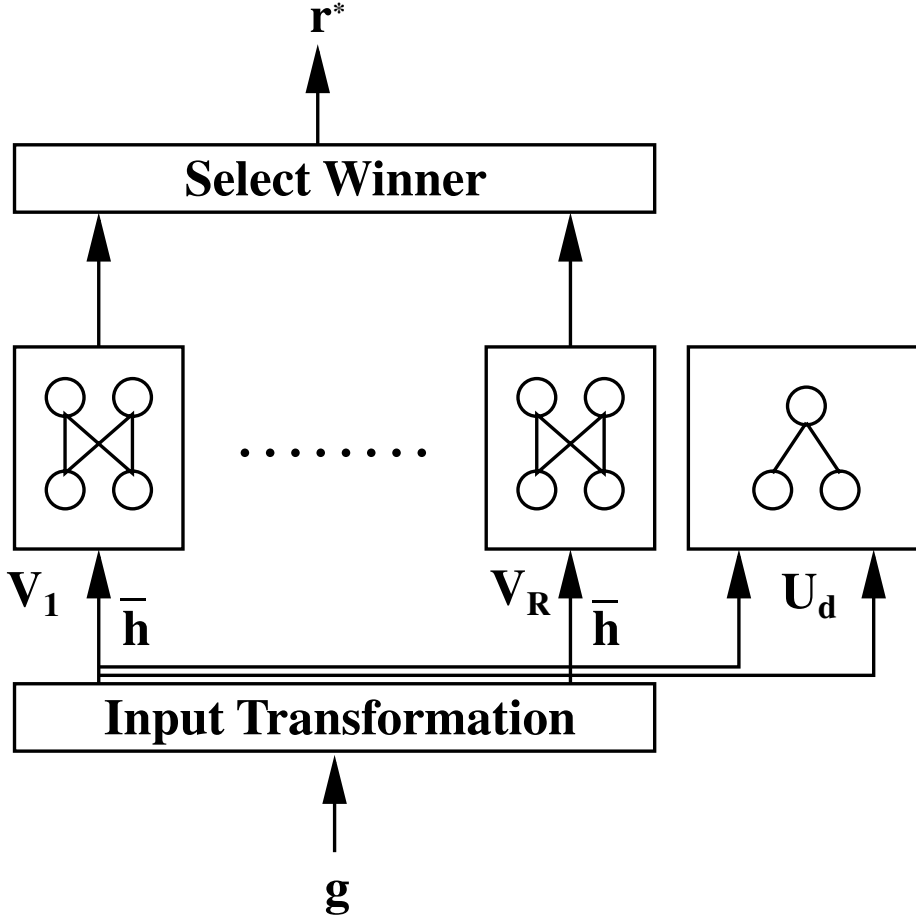 r*
Select Winner
. . . . . . . .
V1 h̄ VR h̄ Ud
Input Transformation
g